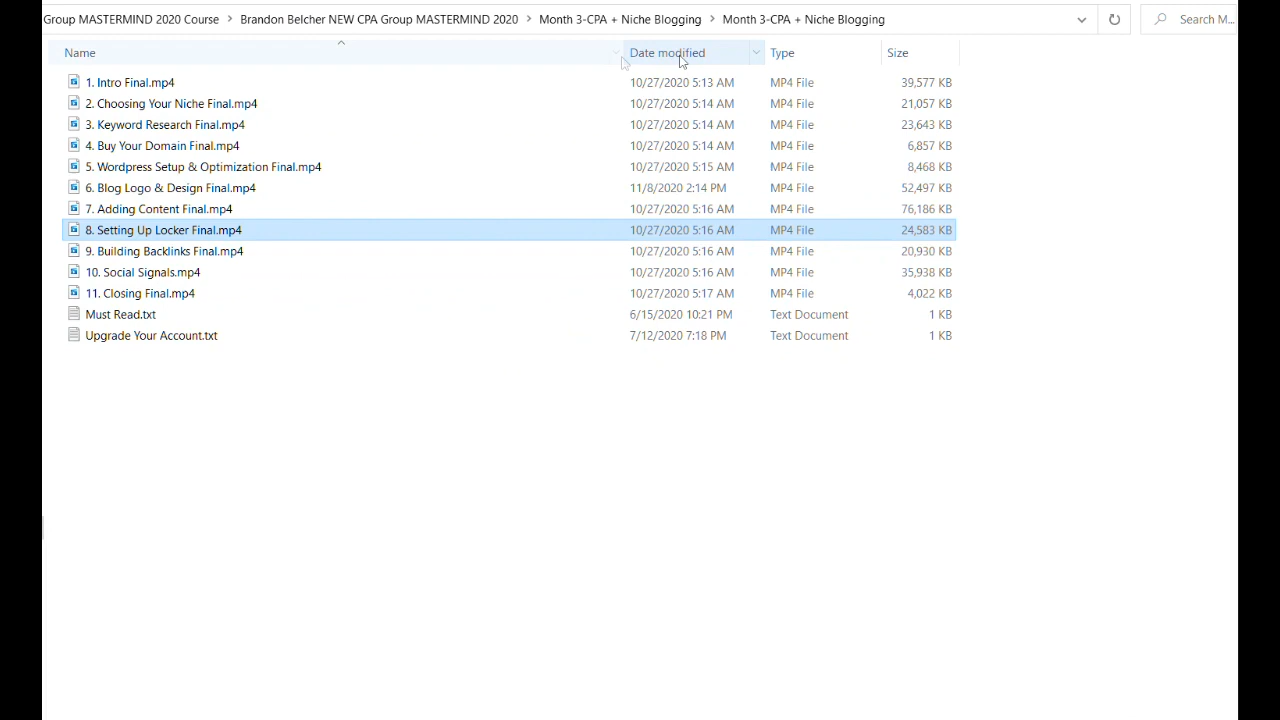 Group MASTERMIND 2020 Course > Brandon Belcher NEW CPA Group MASTERMIND 2020 > Month 3-CPA + Niche Blogging > Month 3-CPA + Niche Blogging Search M...
Name Date modified Type Size
1. Intro Final.mp4 10/27/2020 5:13 AM MP4 File 39,577 KB
2. Choosing Your Niche Final.mp4 10/27/2020 5:14 AM MP4 File 21,057 KB
3. Keyword Research Final.mp4 10/27/2020 5:14 AM MP4 File 23,643 KB
4. Buy Your Domain Final.mp4 10/27/2020 5:14 AM MP4 File 6,857 KB
5. Wordpress Setup & Optimization Final.mp4 10/27/2020 5:15 AM MP4 File 8,468 KB
6. Blog Logo & Design Final.mp4 11/8/2020 2:14 PM MP4 File 52,497 KB
7. Adding Content Final.mp4 10/27/2020 5:16 AM MP4 File 76,186 KB
8. Setting Up Locker Final.mp4 10/27/2020 5:16 AM MP4 File 24,583 KB
9. Building Backlinks Final.mp4 10/27/2020 5:16 AM MP4 File 20,930 KB
10. Social Signals.mp4 10/27/2020 5:16 AM MP4 File 35,938 KB
11. Closing Final.mp4 10/27/2020 5:17 AM MP4 File 4,022 KB
Must Read.txt 6/15/2020 10:21 PM Text Document 1 KB
Upgrade Your Account.txt 7/12/2020 7:18 PM Text Document 1 KB